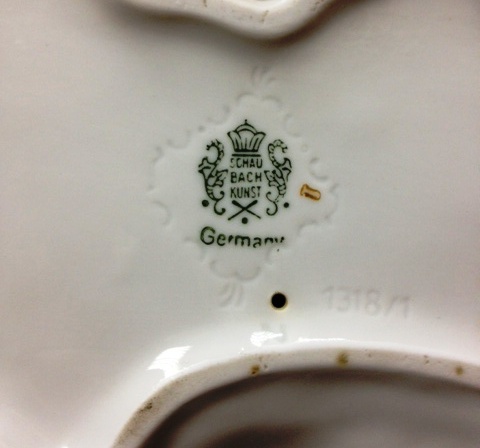 SCHAU
BACH
KUNST
Germany
1318/1